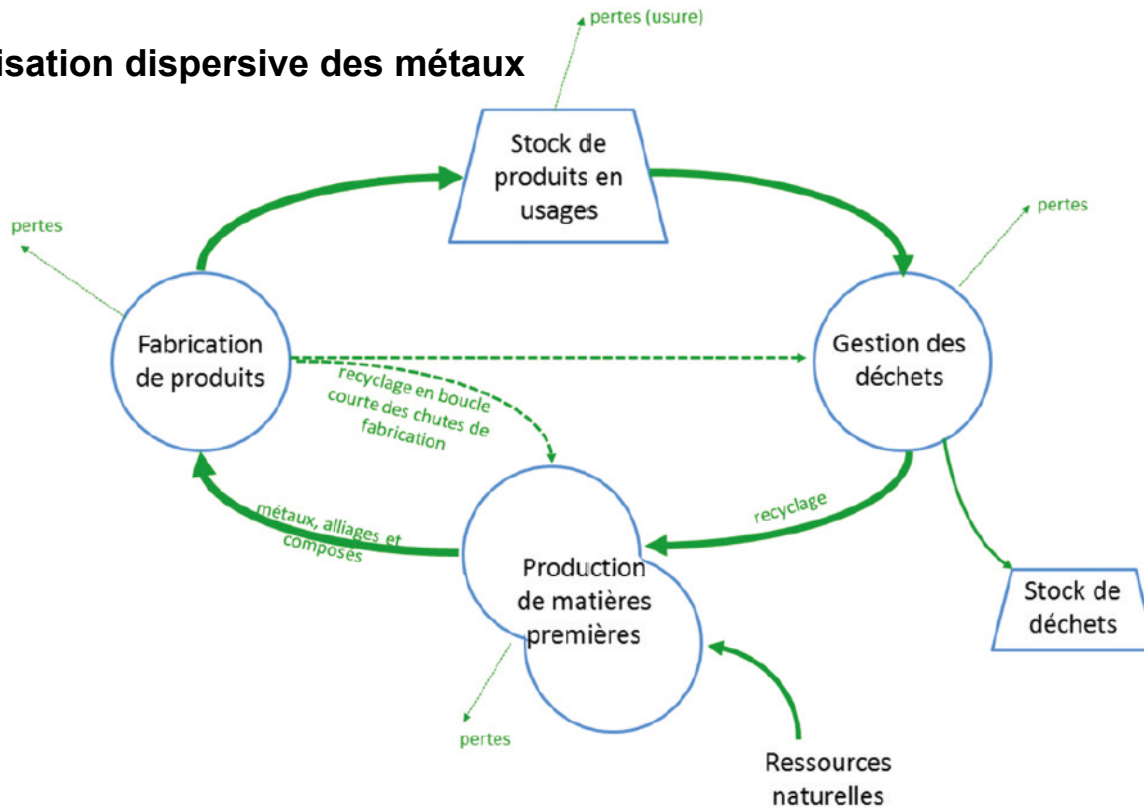 pertes (usure)
isation dispersive des métaux
Stock de
produits en
usages
pertes
pertes
Fabrication
de produits
Gestion des
déchets
recyclage en boucle
courte des chutes de
fabrication
métaux, alliages et
composés
recyclage
Production
de matières
premières
Stock de
déchets
pertes
Ressources
naturelles